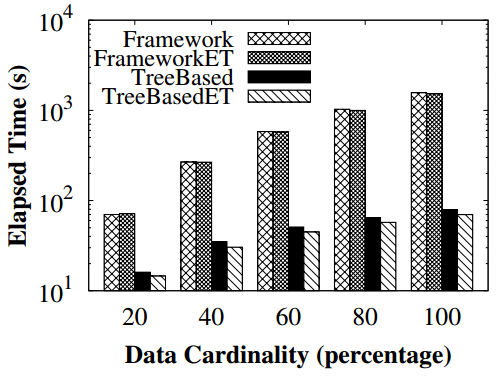 10^4
10^3
10^2
10^1
Elapsed Time (s)
Framework
FrameworkET
TreeBased
TreeBasedET
20 40 60 80 100
Data Cardinality (percentage)